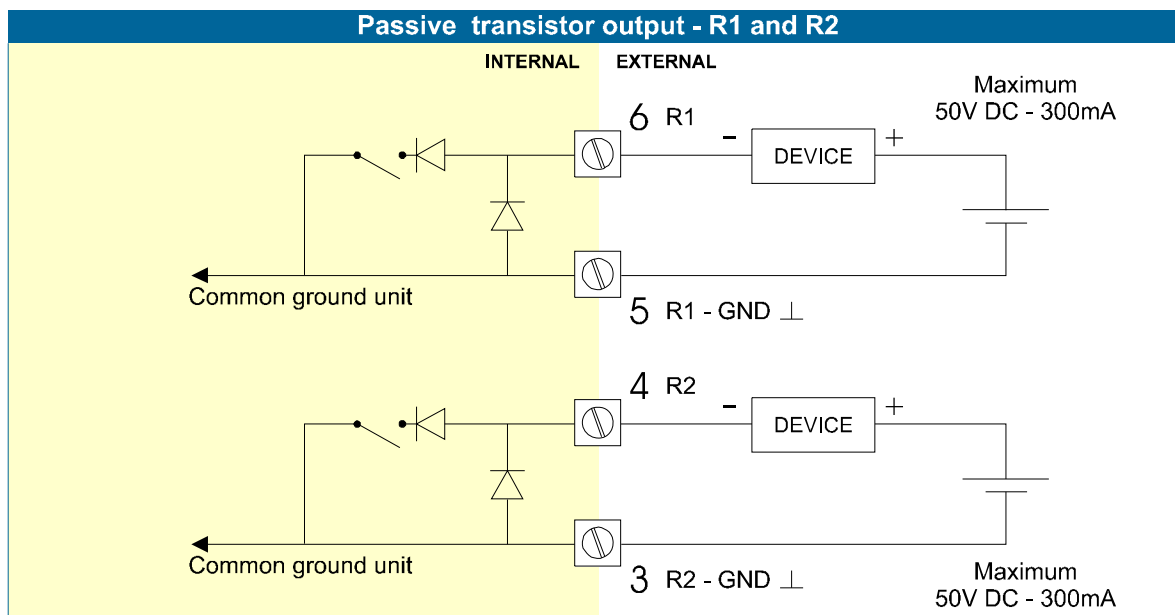 Passive transistor output - R1 and R2
INTERNAL EXTERNAL
Maximum
50V DC - 300mA
6 R1
- DEVICE +
Common ground unit
5 R1 - GND ⊥
4 R2
- DEVICE +
Common ground unit
3 R2 - GND ⊥
Maximum
50V DC - 300mA